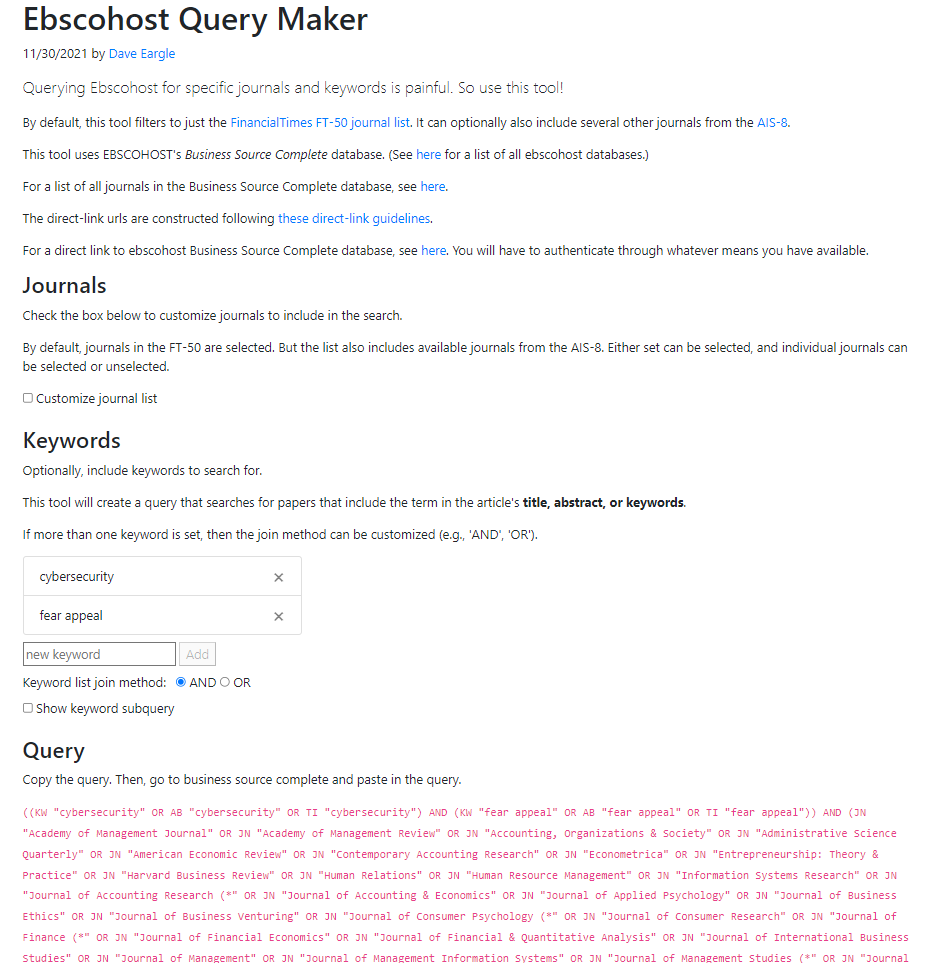 Ebscohost Query Maker
11/30/2021 by Dave Eargle
Querying Ebscohost for specific journals and keywords is painful. So use this tool!
By default, this tool filters to just the FinancialTimes FT-50 journal list. It can optionally also include several other journals from the AIS-8.
This tool uses EBSCOHOST's Business Source Complete database. (See here for a list of all ebscohost databases.)
For a list of all journals in the Business Source Complete database, see here.
The direct-link urls are constructed following these direct-link guidelines.
For a direct link to ebscohost Business Source Complete database, see here. You will have to authenticate through whatever means you have available.
Journals
Check the box below to customize journals to include in the search.
By default, journals in the FT-50 are selected. But the list also includes available journals from the AIS-8. Either set can be selected, and individual journals can
be selected or unselected.
Customize journal list
Keywords
Optionally, include keywords to search for.
This tool will create a query that searches for papers that include the term in the article's title, abstract, or keywords.
If more than one keyword is set, then the join method can be customized (e.g., 'AND', 'OR').
cybersecurity ×
fear appeal ×
new keyword Add
Keyword list join method: AND OR
Show keyword subquery
Query
Copy the query. Then, go to business source complete and paste in the query.
((KW "cybersecurity" OR AB "cybersecurity" OR TI "cybersecurity") AND (KW "fear appeal" OR AB "fear appeal" OR TI "fear appeal")) AND (JN
"Academy of Management Journal" OR JN "Academy of Management Review" OR JN "Accounting, Organizations & Society" OR JN "Administrative Science
Quarterly" OR JN "American Economic Review" OR JN "Contemporary Accounting Research" OR JN "Econometrica" OR JN "Entrepreneurship: Theory &
Practice" OR JN "Harvard Business Review" OR JN "Human Relations" OR JN "Human Resource Management" OR JN "Information Systems Research" OR JN
"Journal of Accounting Research (*" OR JN "Journal of Accounting & Economics" OR JN "Journal of Applied Psychology" OR JN "Journal of Business
Ethics" OR JN "Journal of Business Venturing" OR JN "Journal of Consumer Psychology (*" OR JN "Journal of Consumer Research" OR JN "Journal of
Finance (*" OR JN "Journal of Financial Economics" OR JN "Journal of Financial & Quantitative Analysis" OR JN "Journal of International Business
Studies" OR JN "Journal of Management" OR JN "Journal of Management Information Systems" OR JN "Journal of Management Studies (*" OR JN "Journal